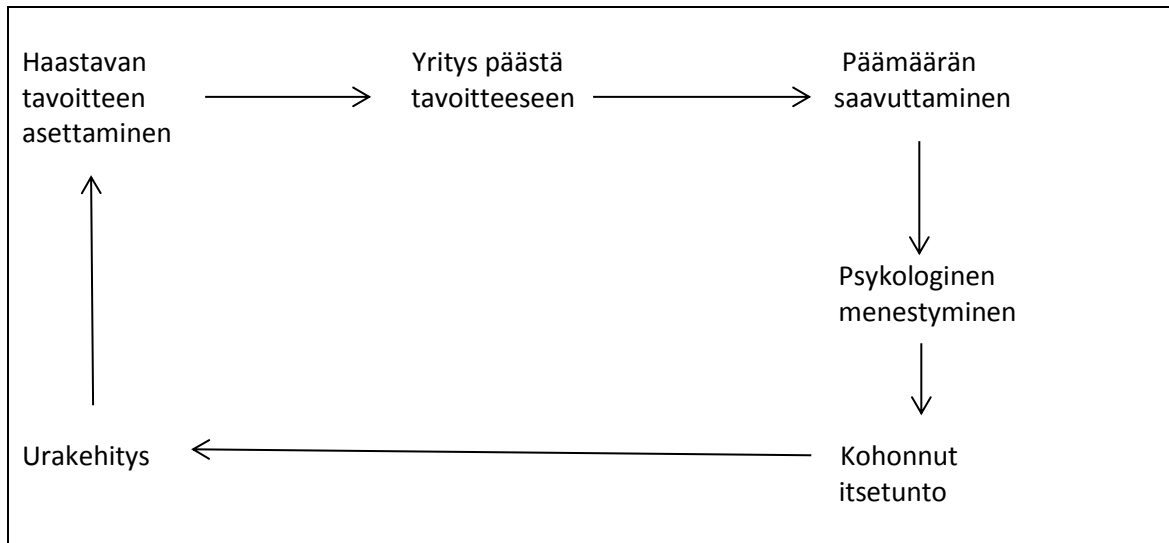 Haastavan
tavoitteen
asettaminen
Yritys päästä
tavoitteeseen
Päämäärän
saavuttaminen
Psykologinen
menestyminen
Kohonnut
itsetunto
Urakehitys